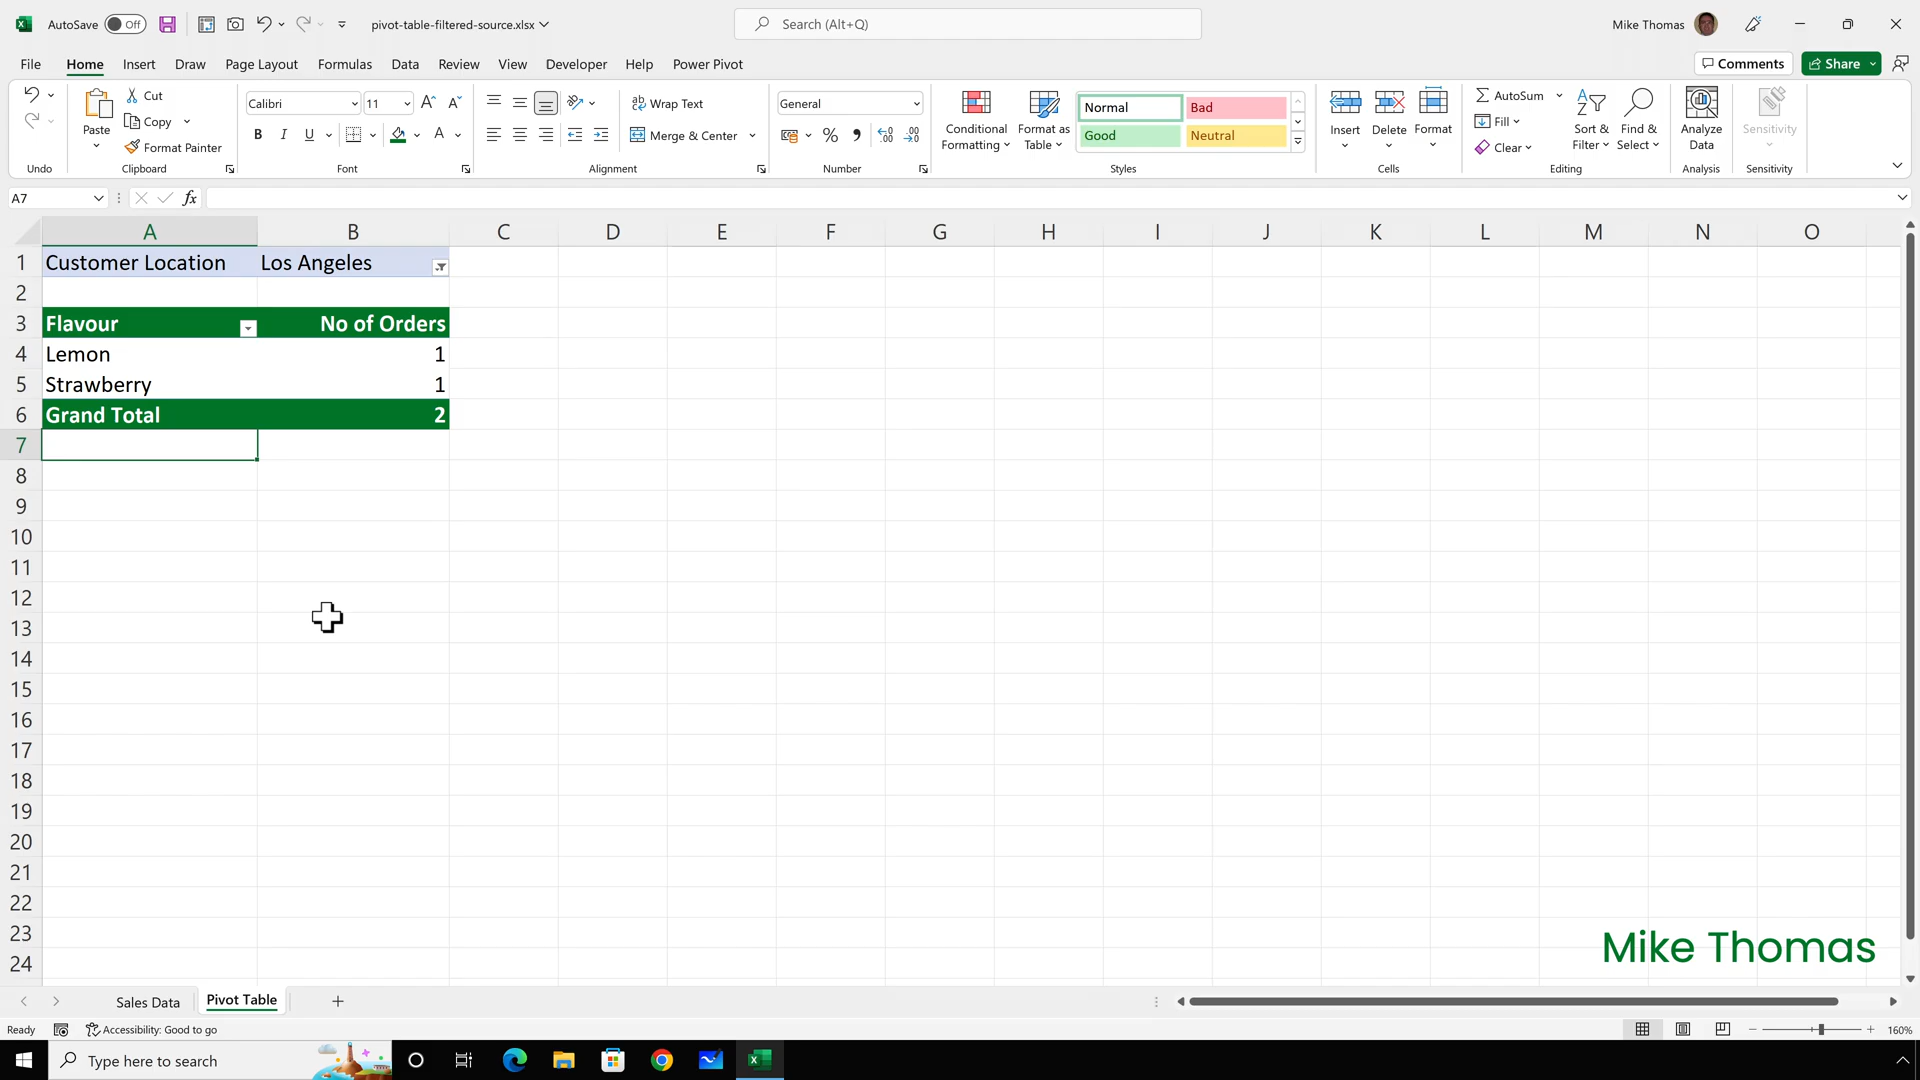 AutoSave Off pivot-table-filtered-source.xlsx Search (Alt+Q) Mike Thomas
File Home Insert Draw Page Layout Formulas Data Review View Developer Help Power Pivot Comments Share
Cut
Copy
Format Painter
Paste
Calibri 11
B I U A
ab Wrap Text
Merge & Center
General
% 9 .00 .00
Conditional Formatting
Format as Table
Normal Bad
Good Neutral
Insert Delete Format
AutoSum
Fill
Clear
Sort & Filter
Find & Select
Analyze Data
Sensitivity
Undo Clipboard Font Alignment Number Styles Cells Editing Analysis Sensitivity
A7 fx
A B C D E F G H I J K L M N O
1 Customer Location Los Angeles
2
3 Flavour No of Orders
4 Lemon 1
5 Strawberry 1
6 Grand Total 2
7
8
9
10
11
12
13
14
15
16
17
18
19
20
21
22
23
24
Mike Thomas
Sales Data Pivot Table
Ready Accessibility: Good to go 160%
Type here to search